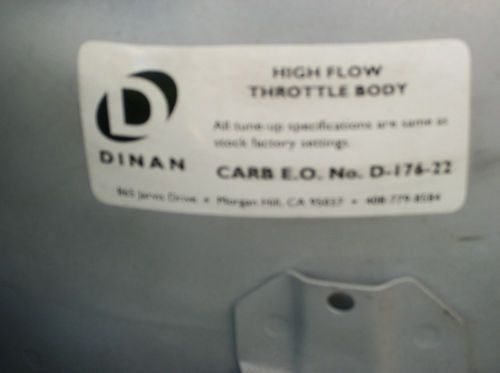 D
DINAN
HIGH FLOW
THROTTLE BODY
All tune-up specifications are same as
stock factory settings.
CARB E.O. No. D-176-22
865 Jarvis Drive • Morgan Hill, CA 95037 • 408-779-8584